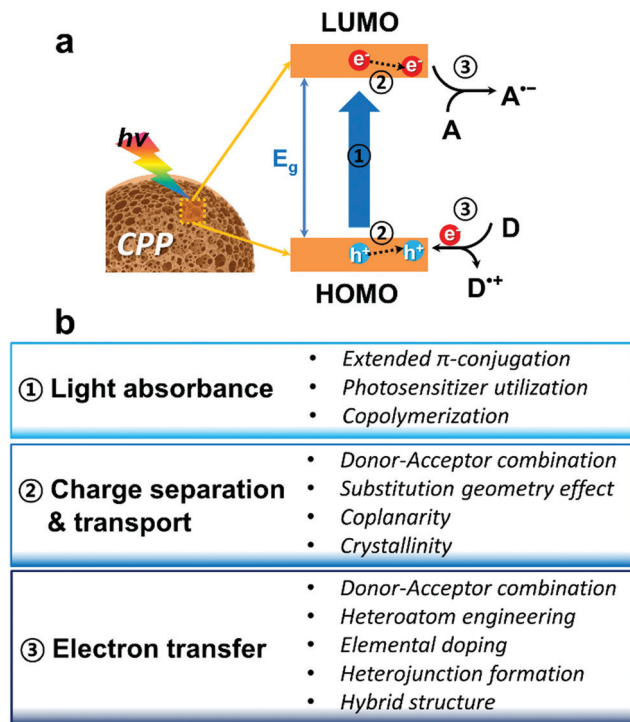 a
LUMO
e⁻ e⁻
②
③
A
A•−
hν
CPP
E_g
①
②
h⁺ h⁺
③
e⁻
D
D•+
HOMO
b
① Light absorbance
• Extended π-conjugation
• Photosensitizer utilization
• Copolymerization
② Charge separation
& transport
• Donor-Acceptor combination
• Substitution geometry effect
• Coplanarity
• Crystallinity
③ Electron transfer
• Donor-Acceptor combination
• Heteroatom engineering
• Elemental doping
• Heterojunction formation
• Hybrid structure